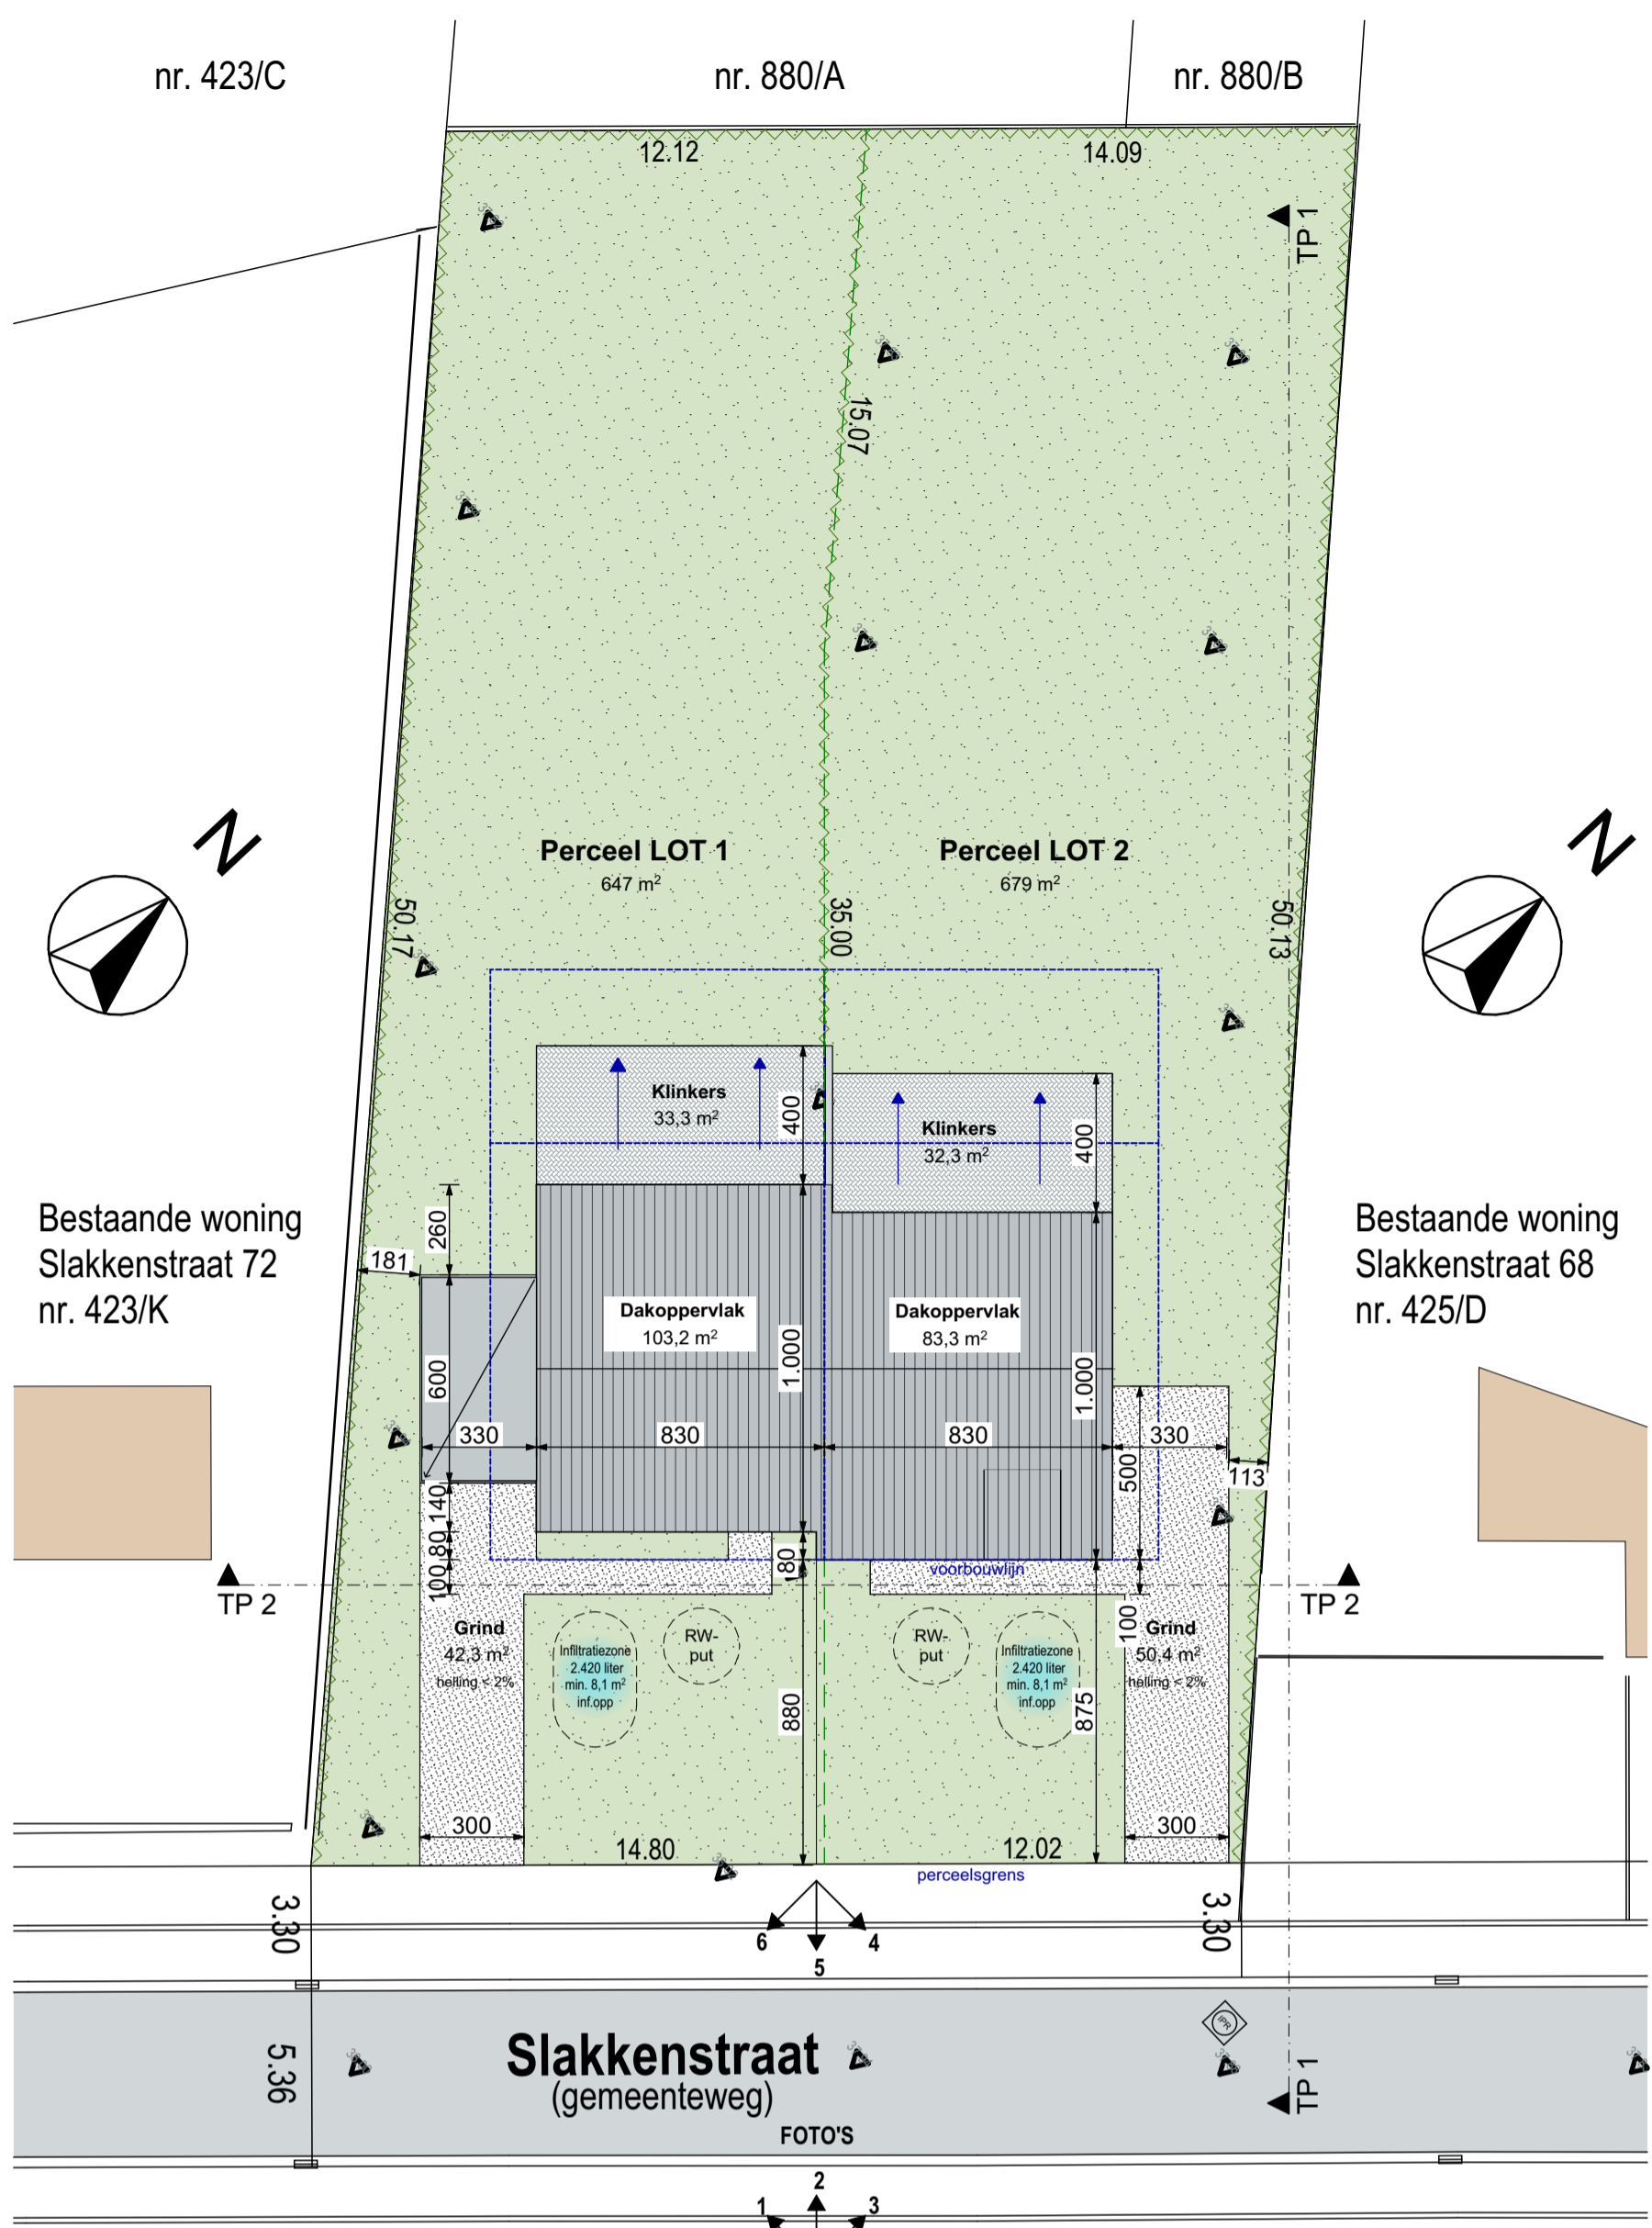 nr. 423/C
nr. 880/A
nr. 880/B
12.12
14.09
TP 1
15.07
N
N
Perceel LOT 1
647 m²
Perceel LOT 2
679 m²
50.17
35.00
50.13
Klinkers
33,3 m²
400
Klinkers
32,3 m²
400
Bestaande woning
Slakkenstraat 72
nr. 423/K
Bestaande woning
Slakkenstraat 68
nr. 425/D
260
181
Dakoppervlak
103,2 m²
Dakoppervlak
83,3 m²
1.000
1.000
600
330
830
830
330
500
113
140
80
100
80
voorbouwlijn
TP 2
TP 2
Grind
42,3 m²
helling < 2%
Infiltratiezone
2.420 liter
min. 8,1 m²
inf.opp
RW-
put
RW-
put
Infiltratiezone
2.420 liter
min. 8,1 m²
inf.opp
100
Grind
50,4 m²
helling < 2%
880
875
300
300
14.80
12.02
perceelsgrens
3.30
3.30
6
4
5
IPR
5.36
Slakkenstraat
(gemeenteweg)
TP 1
FOTO'S
2
1
3